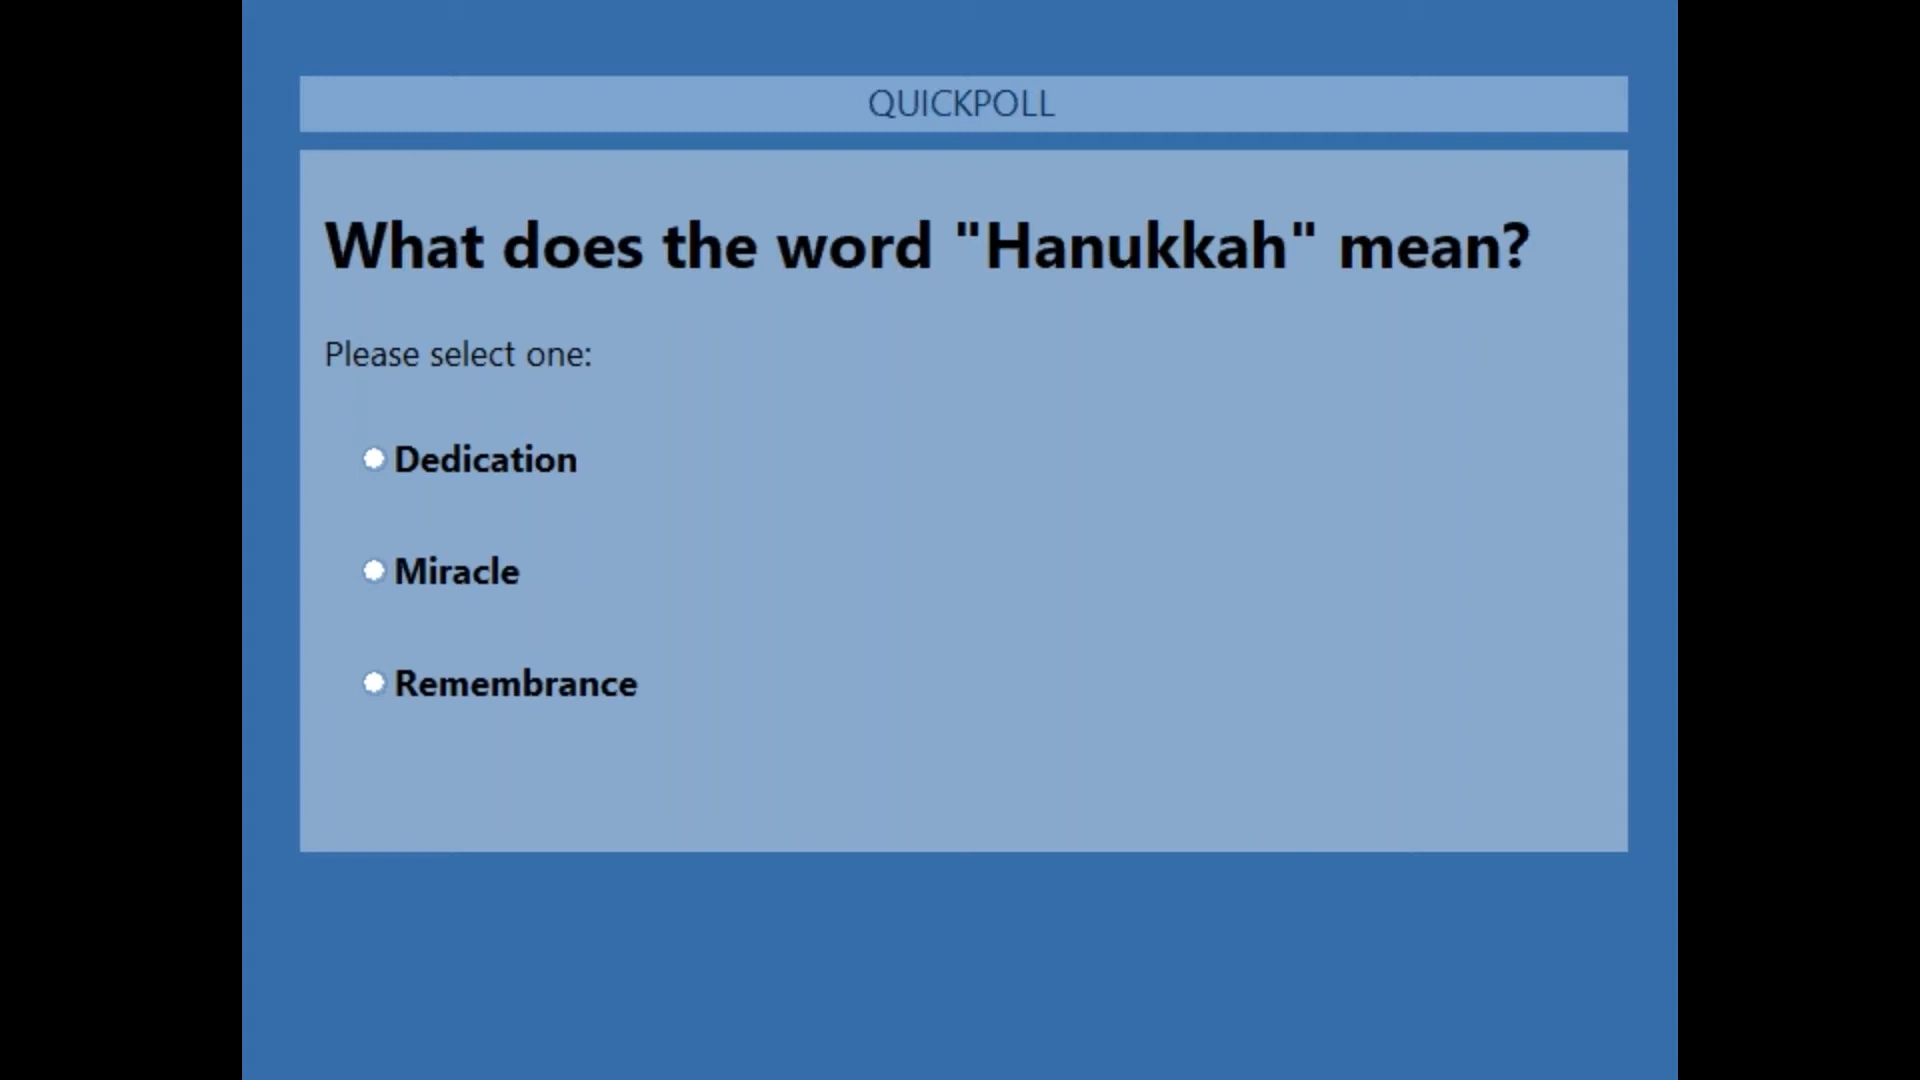 QUICKPOLL
What does the word "Hanukkah" mean?
Please select one:
Dedication
Miracle
Remembrance